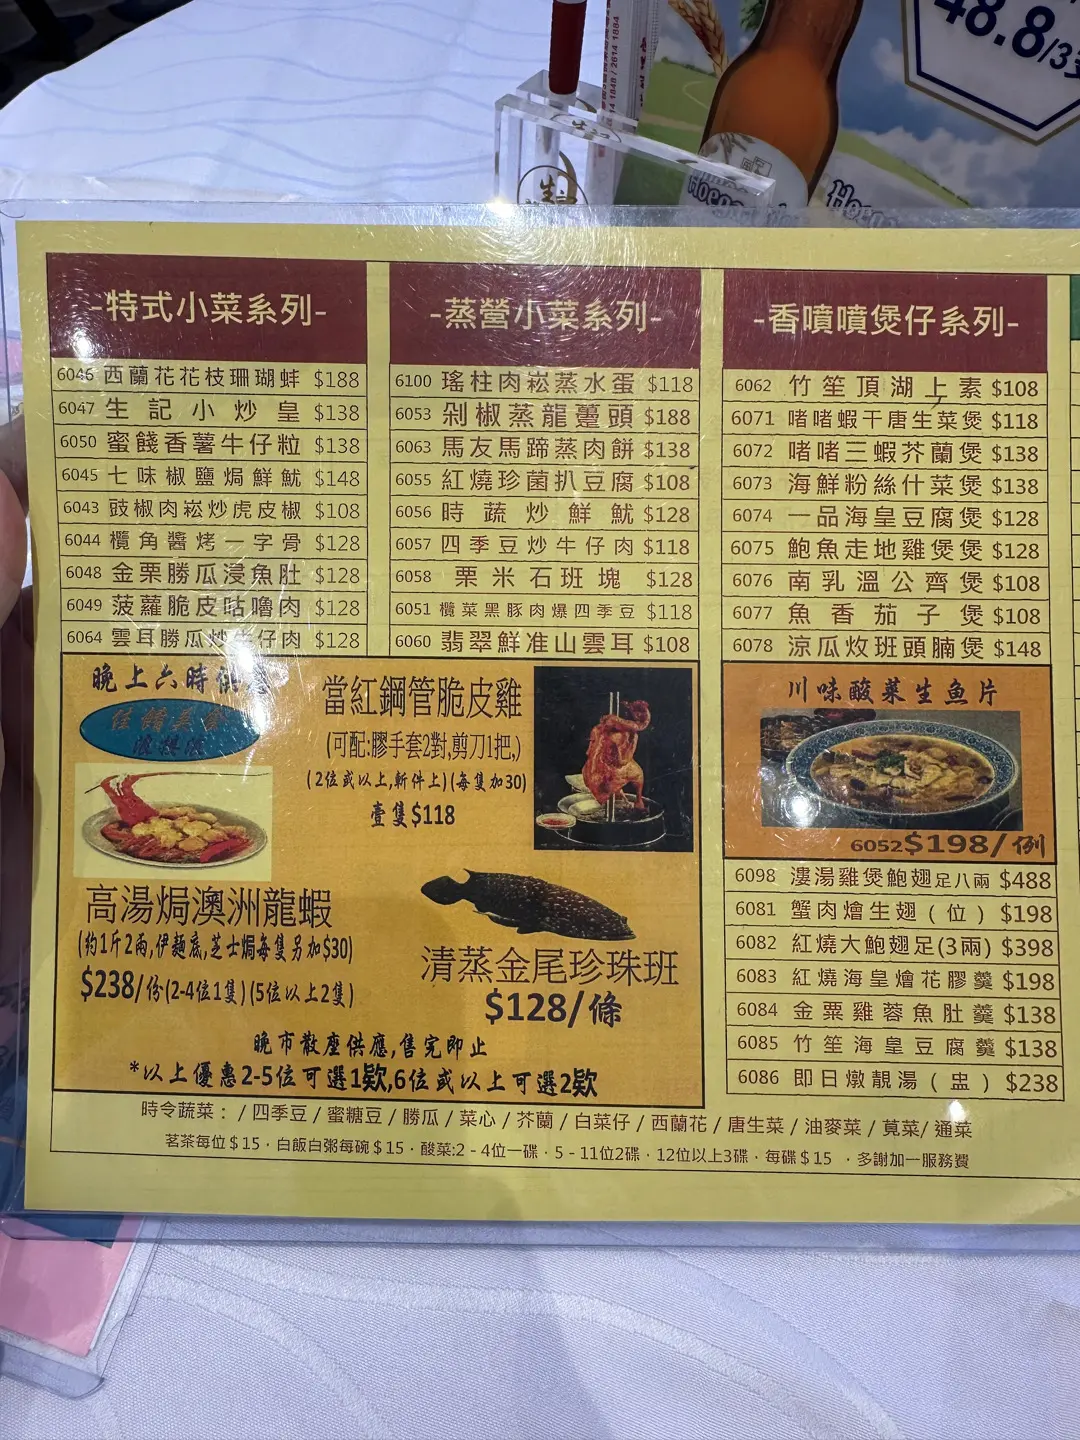 48.8/3支
-特式小菜系列-
6046 西蘭花花枝珊瑚蚌 $188
6047 生記小炒皇 $138
6050 蜜餞香薯牛仔粒 $138
6045 七味椒鹽焗鮮魷 $148
6043 豉椒肉崧炒虎皮椒 $108
6044 欖角醬烤一字骨 $128
6048 金栗勝瓜浸魚肚 $128
6049 菠蘿脆皮咕嚕肉 $128
6064 雲耳勝瓜炒牛仔肉 $128
-蒸營小菜系列-
6100 瑤柱肉崧蒸水蛋 $118
6053 剁椒蒸龍躉頭 $188
6063 馬友馬蹄蒸肉餅 $138
6055 紅燒珍菌扒豆腐 $108
6056 時蔬炒鮮魷 $128
6057 四季豆炒牛仔肉 $118
6058 栗米石班塊 $128
6051 欖菜黑豚肉爆四季豆 $118
6060 翡翠鮮准山雲耳 $108
-香噴噴煲仔系列-
6062 竹笙頂湖上素 $108
6071 啫啫蝦干唐生菜煲 $118
6072 啫啫三蝦芥蘭煲 $138
6073 海鮮粉絲什菜煲 $138
6074 一品海皇豆腐煲 $128
6075 鮑魚走地雞煲煲 $128
6076 南乳溫公齊煲 $108
6077 魚香茄子煲 $108
6078 涼瓜炆班頭腩煲 $148
晚上六時
當紅鋼管脆皮雞
(可配:膠手套2對,剪刀1把,)
(2位或以上,斬件上)(每隻加30)
壹隻$118
高湯焗澳洲龍蝦
(約1斤2兩,伊麵底,芝士焗每隻另加$30)
$238/份(2-4位1隻)(5位以上2隻)
清蒸金尾珍珠班
$128/條
晚市散座供應,售完即止
*以上優惠2-5位可選1款,6位或以上可選2款
川味酸菜生魚片
6052$198/例
6098 漊湯雞煲鮑翅足八兩 $488
6081 蟹肉燴生翅(位) $198
6082 紅燒大鮑翅足(3兩) $398
6083 紅燒海皇燴花膠羹 $198
6084 金粟雞蓉魚肚羹 $138
6085 竹笙海皇豆腐羹 $138
6086 即日燉靚湯(盅) $238
時令蔬菜：/四季豆/蜜糖豆/勝瓜/菜心/芥蘭/白菜仔/西蘭花/唐生菜/油麥菜/莧菜/通菜
茗茶每位$15·白飯白粥每碗$15·酸菜:2-4位一碟·5-11位2碟·12位以上3碟·每碟$15 ·多謝加一服務費